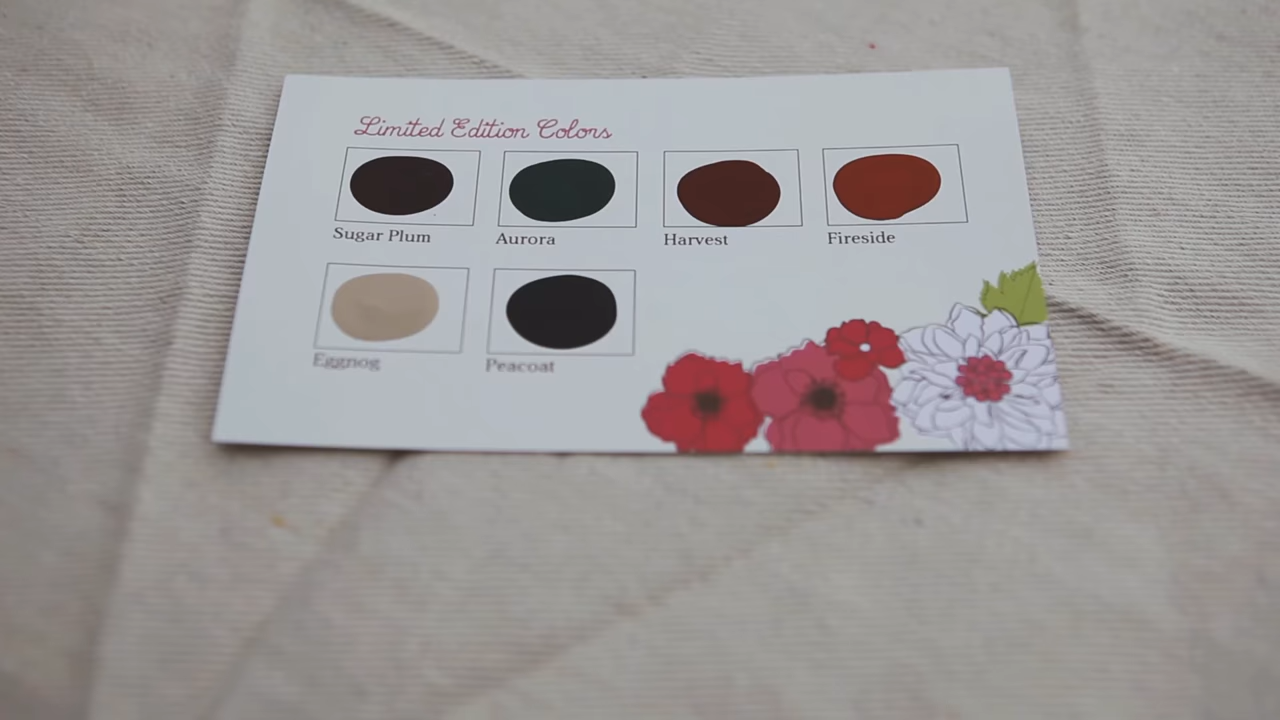 Limited Edition Colors
Sugar Plum Aurora Harvest Fireside
Eggnog Peacoat